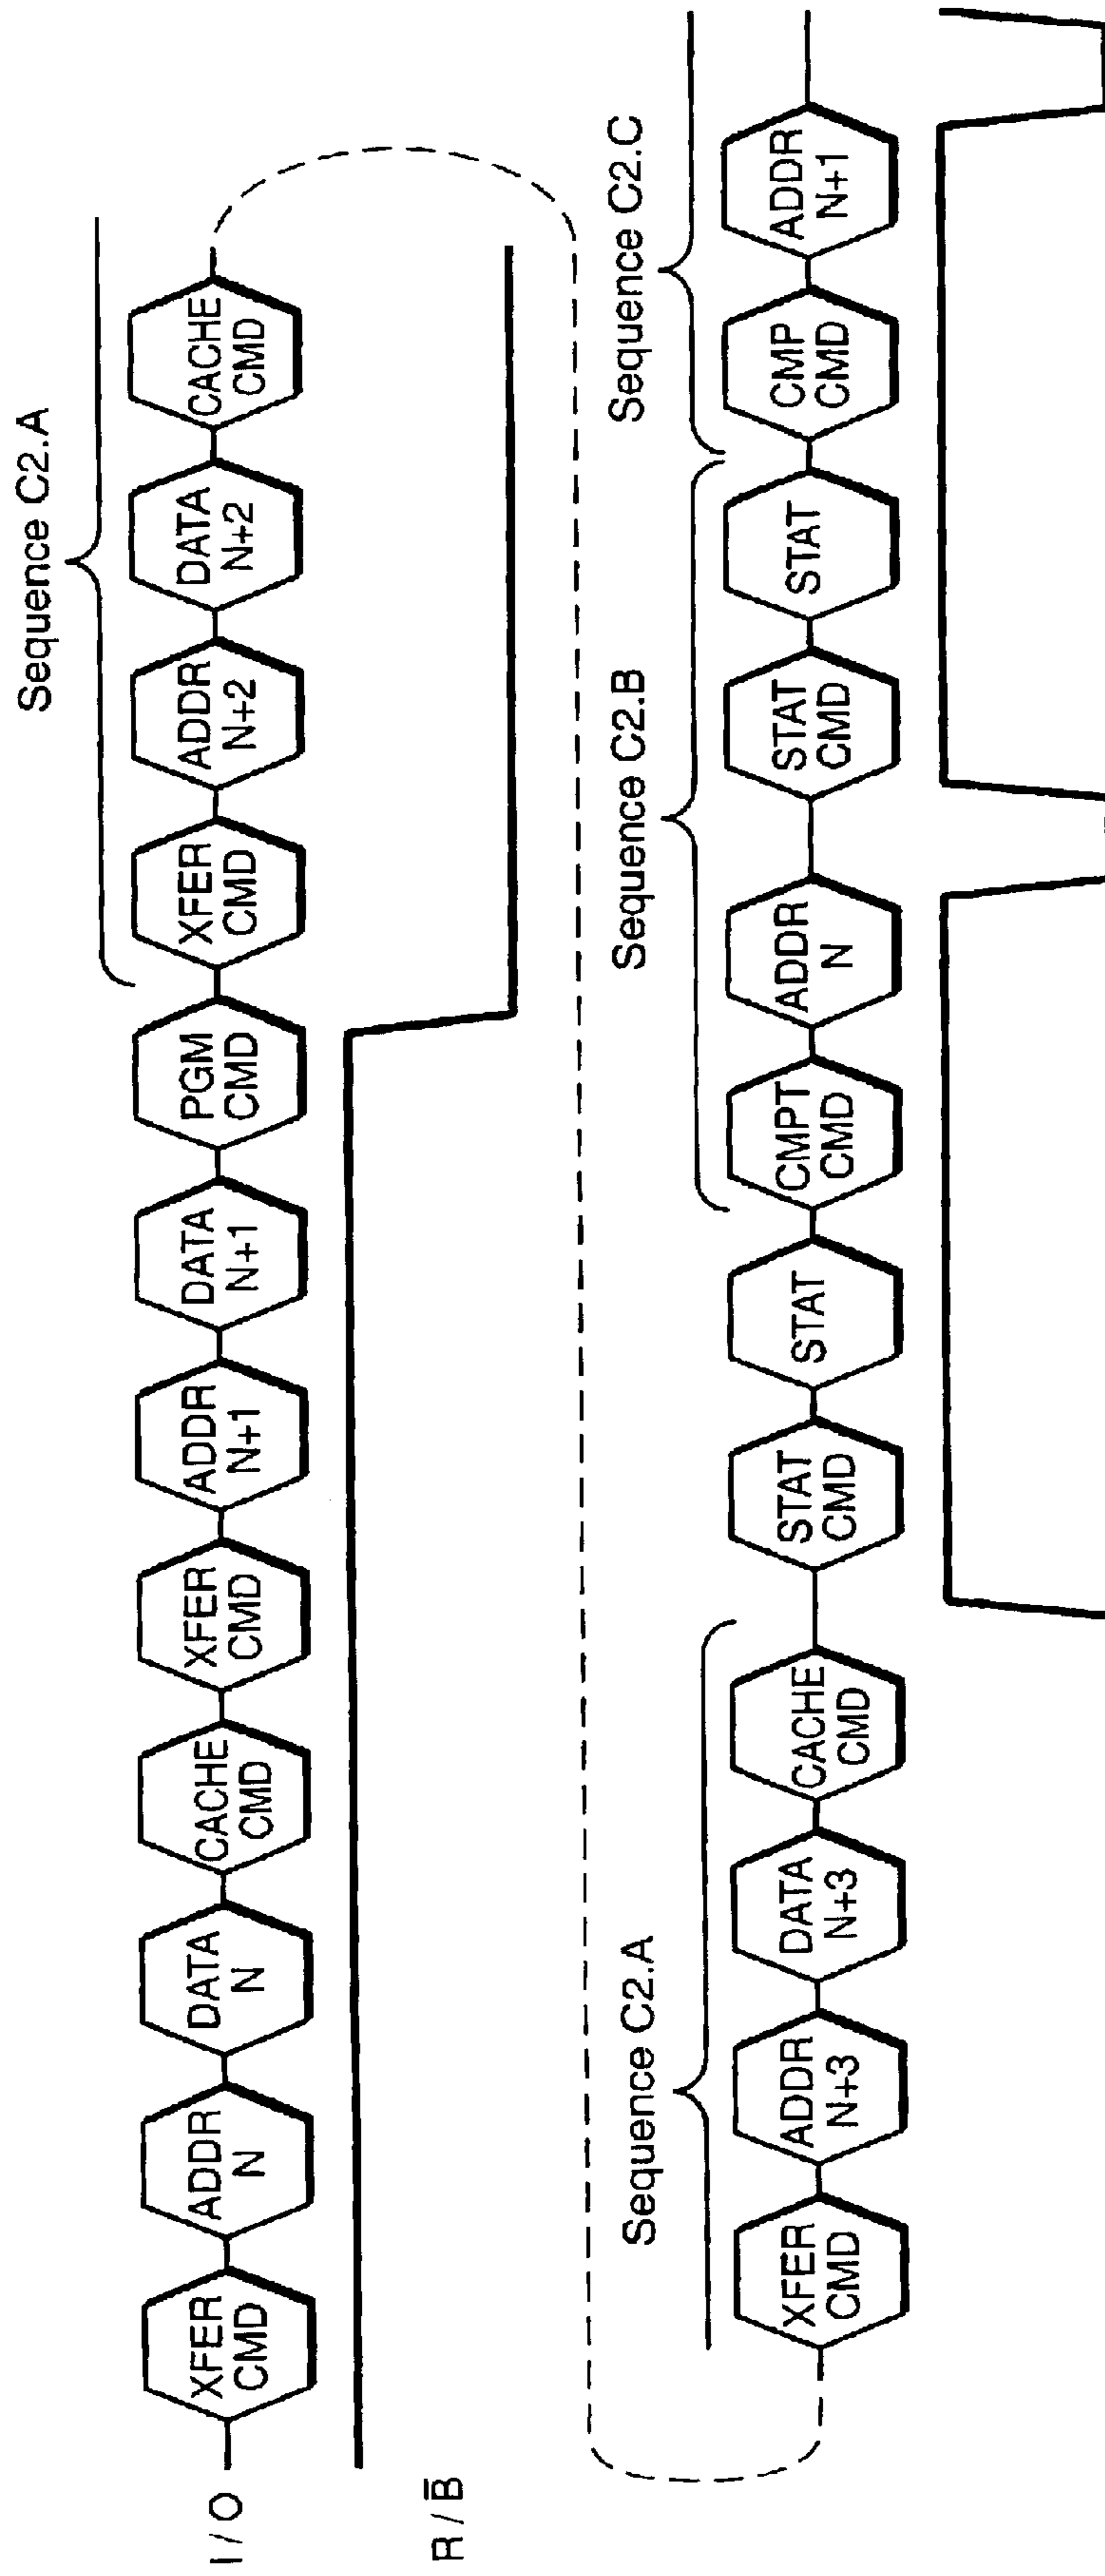 Sequence C2.A
I/O
XFER
CMD
ADDR
N
DATA
N
CACHE
CMD
XFER
CMD
ADDR
N+1
DATA
N+1
PGM
CMD
XFER
CMD
ADDR
N+2
DATA
N+2
CACHE
CMD
R/B̅
Sequence C2.A
Sequence C2.B
Sequence C2.C
XFER
CMD
ADDR
N+3
DATA
N+3
CACHE
CMD
STAT
CMD
STAT
CMPT
CMD
ADDR
N
STAT
CMD
STAT
CMP
CMD
ADDR
N+1